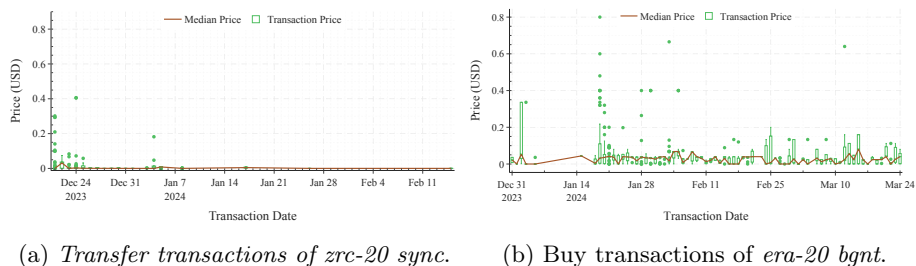 Median Price Transaction Price
0.8
0.6
0.4
0.2
0
Price (USD)
Dec 24 Dec 31 Jan 7 Jan 14 Jan 21 Jan 28 Feb 4 Feb 11
2023 2024
Transaction Date
(a) Transfer transactions of zrc-20 sync.
Median Price Transaction Price
0.8
0.6
0.4
0.2
0
Price (USD)
Dec 31 Jan 14 Jan 28 Feb 11 Feb 25 Mar 10 Mar 24
2023 2024
Transaction Date
(b) Buy transactions of era-20 bgnt.